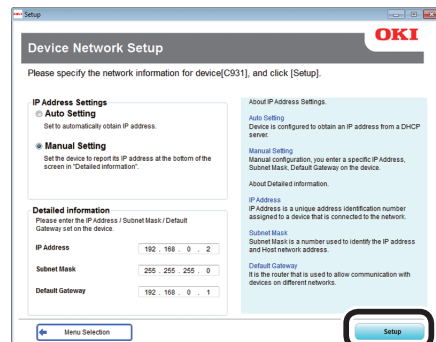 Setup
OKI
Device Network Setup
Please specify the network information for device[C931], and click [Setup].
IP Address Settings
Auto Setting
Set to automatically obtain IP address.
Manual Setting
Set the device to report its IP address at the bottom of the
screen in "Detailed information".
Detailed information
Please enter the IP Address / Sub
net Mask / Default
Gateway set on the device.
IP Address
192 . 168 . 0 . 2
Subnet Mask
255 . 255 . 255 . 0
Default Gateway
192 . 168 . 0 . 1
About IP Address Settings.
Auto Setting
Device is configured to obtain an IP address from a DHCP
server.
Manual Setting
Manual configuration, you enter a specific IP Address,
Subnet Mask, Default Gateway on the device.
About Detailed information.
IP Address
IP Address is a unique address identification number
assigned to a device that is connected to the network.
Subnet Mask
Subnet Mask is a number used to identify the IP address
and Host network address.
Default Gateway
It is the router that is used to allow communication with
devices on different networks.
Menu Selection
Setup